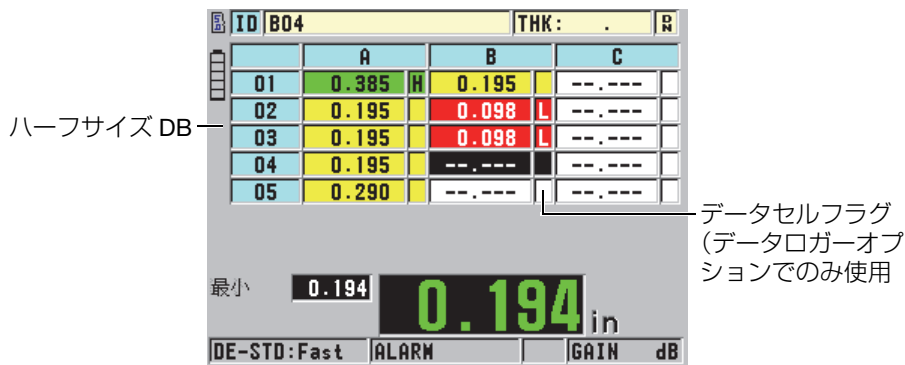 ID B04 THK: .
A B C
01 0.385 H 0.195 --.---
02 0.195 0.098 L --.---
03 0.195 0.098 L --.---
04 0.195 --.--- --.---
05 0.290 --.--- --.---
ハーフサイズ DB
データセルフラグ
(データロガーオプ
ションでのみ使用
最小 0.194
0.194 in
DE-STD:Fast ALARM GAIN dB